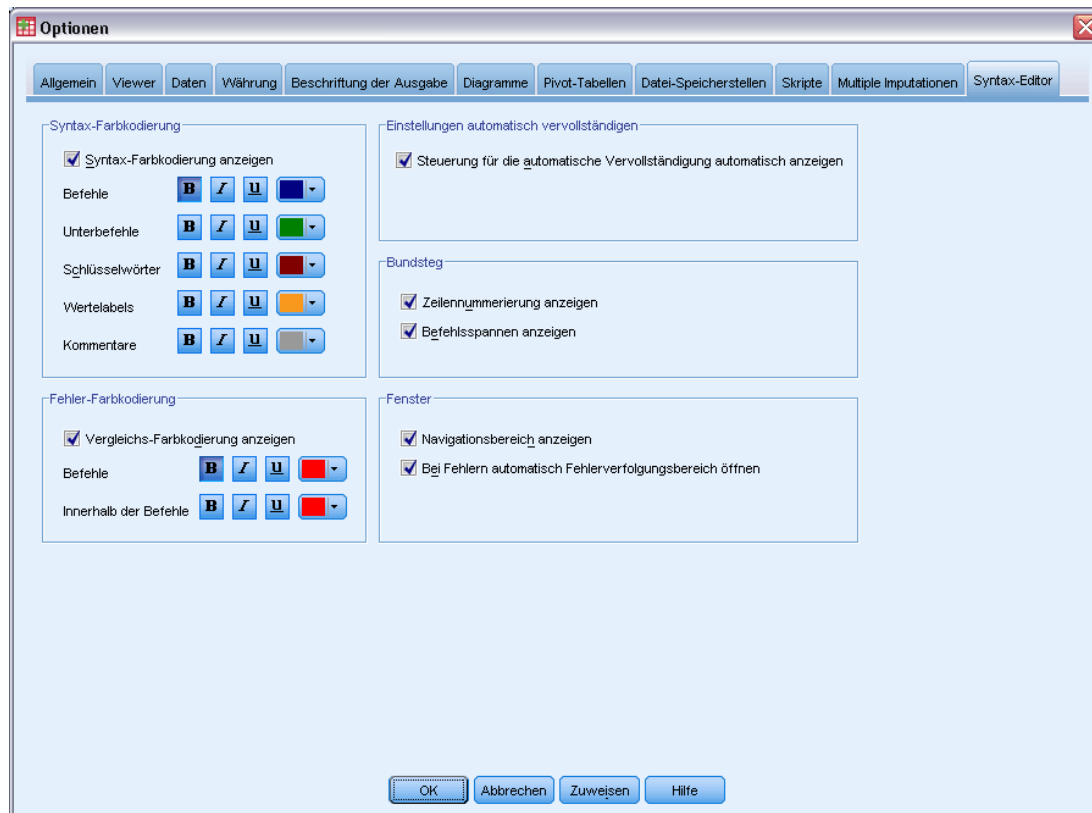 Optionen
Allgemein Viewer Daten Währung Beschriftung der Ausgabe Diagramme Pivot-Tabellen Datei-Speicherstellen Skripte Multiple Imputationen Syntax-Editor
Syntax-Farbkodierung
Syntax-Farbkodierung anzeigen
Befehle B I U
Unterbefehle B I U
Schlüsselwörter B I U
Wertelabels B I U
Kommentare B I U
Einstellungen automatisch vervollständigen
Steuerung für die automatische Vervollständigung automatisch anzeigen
Bundsteg
Zeilennummerierung anzeigen
Befehlsspannen anzeigen
Fehler-Farbkodierung
Vergleichs-Farbkodierung anzeigen
Befehle B I U
Innerhalb der Befehle B I U
Fenster
Navigationsbereich anzeigen
Bei Fehlern automatisch Fehlerverfolgungsbereich öffnen
OK Abbrechen Zuweisen Hilfe